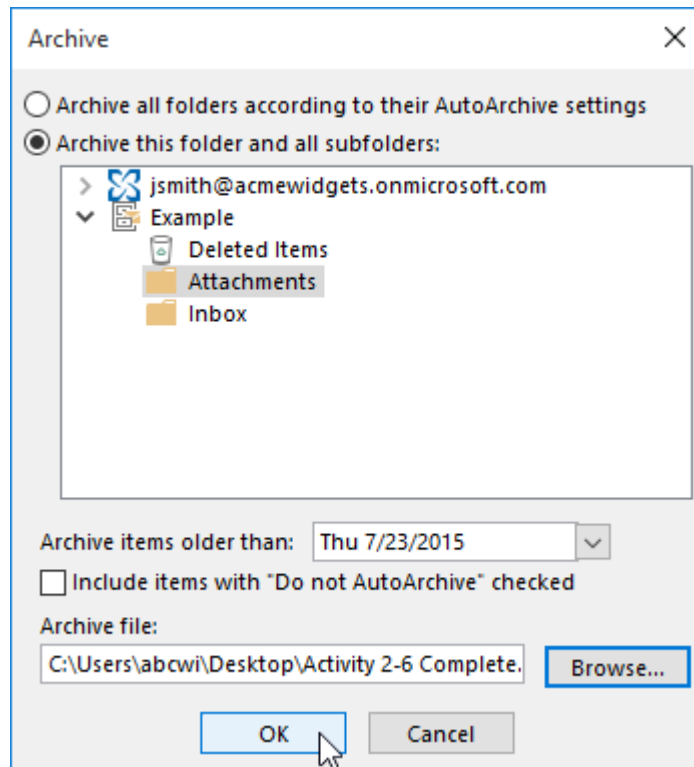 Archive
Archive all folders according to their AutoArchive settings
Archive this folder and all subfolders:
jsmith@acmewidgets.onmicrosoft.com
Example
Deleted Items
Attachments
Inbox
Archive items older than: Thu 7/23/2015
Include items with "Do not AutoArchive" checked
Archive file:
C:\Users\abcwi\Desktop\Activity 2-6 Complete. Browse...
OK Cancel